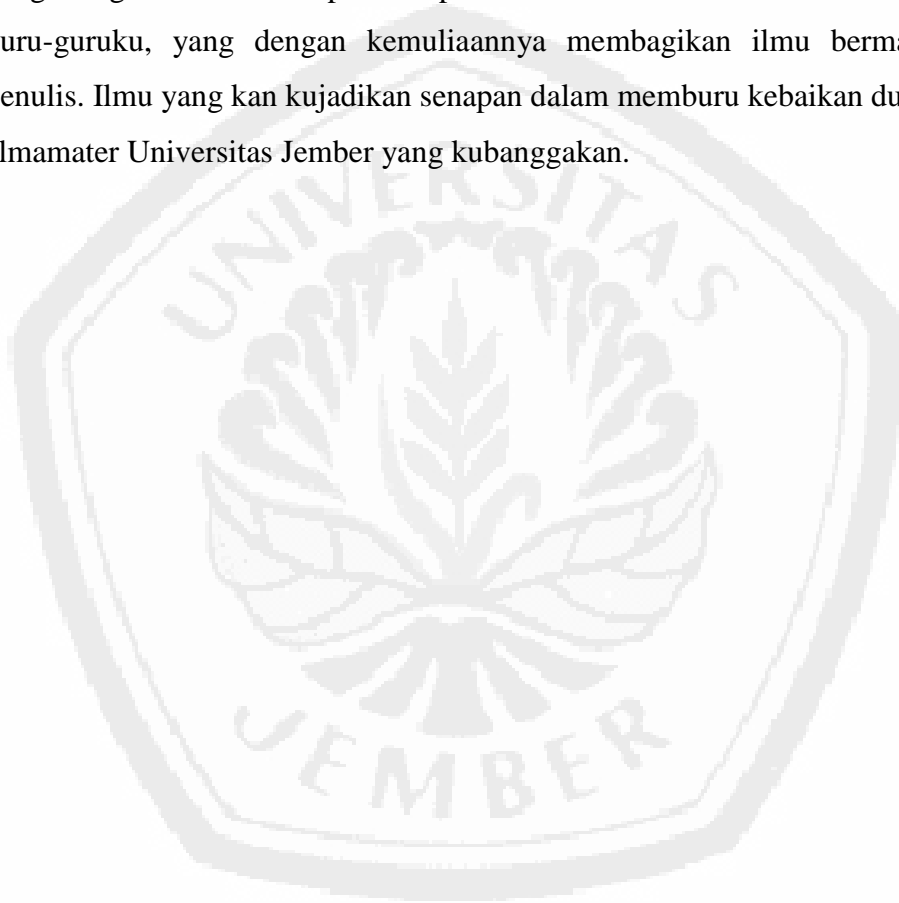 uru-guruku, yang dengan kemuliaannya membagikan ilmu berma
enulis. Ilmu yang kan kujadikan senapan dalam memburu kebaikan du
lmamater Universitas Jember yang kubanggakan.
UNIVERSITAS
JEMBER